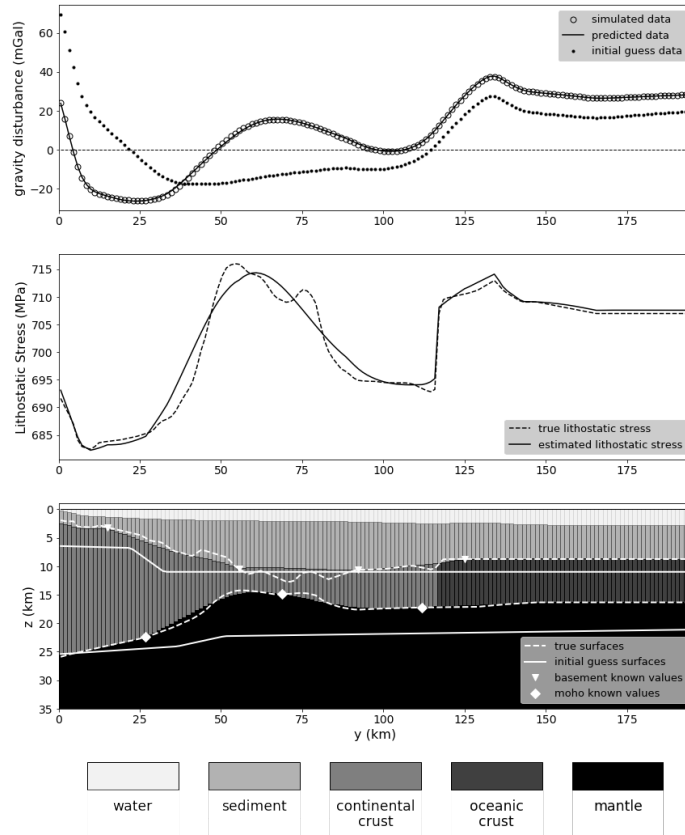 60
40
20
0
−20
gravity disturbance (mGal)
simulated data
predicted data
initial guess data
0 25 50 75 100 125 150 175
715
710
705
700
695
690
685
Lithostatic Stress (MPa)
true lithostatic stress
estimated lithostatic stress
0 25 50 75 100 125 150 175
0
5
10
15
20
25
30
35
z (km)
true surfaces
initial guess surfaces
basement known values
moho known values
0 25 50 75 100 125 150 175
y (km)
water sediment continental crust oceanic crust mantle